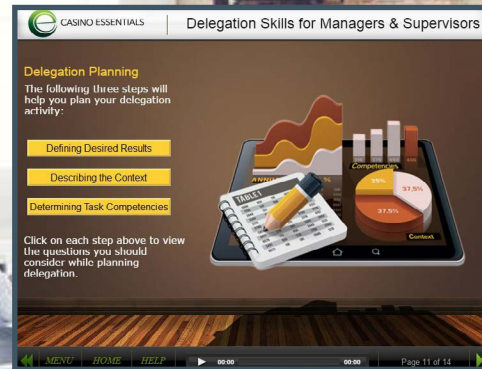 CASINO ESSENTIALS
Delegation Skills for Managers & Supervisors
Delegation Planning
The following three steps will
help you plan your delegation
activity:
Defining Desired Results
Describing the Context
Determining Task Competencies
Click on each step above to view
the questions you should
consider while planning
delegation.
TABLE1
Competencies
37.5%
37.5%
Context
MENU
HOME
HELP
00:00
00:00
Page 11 of 14